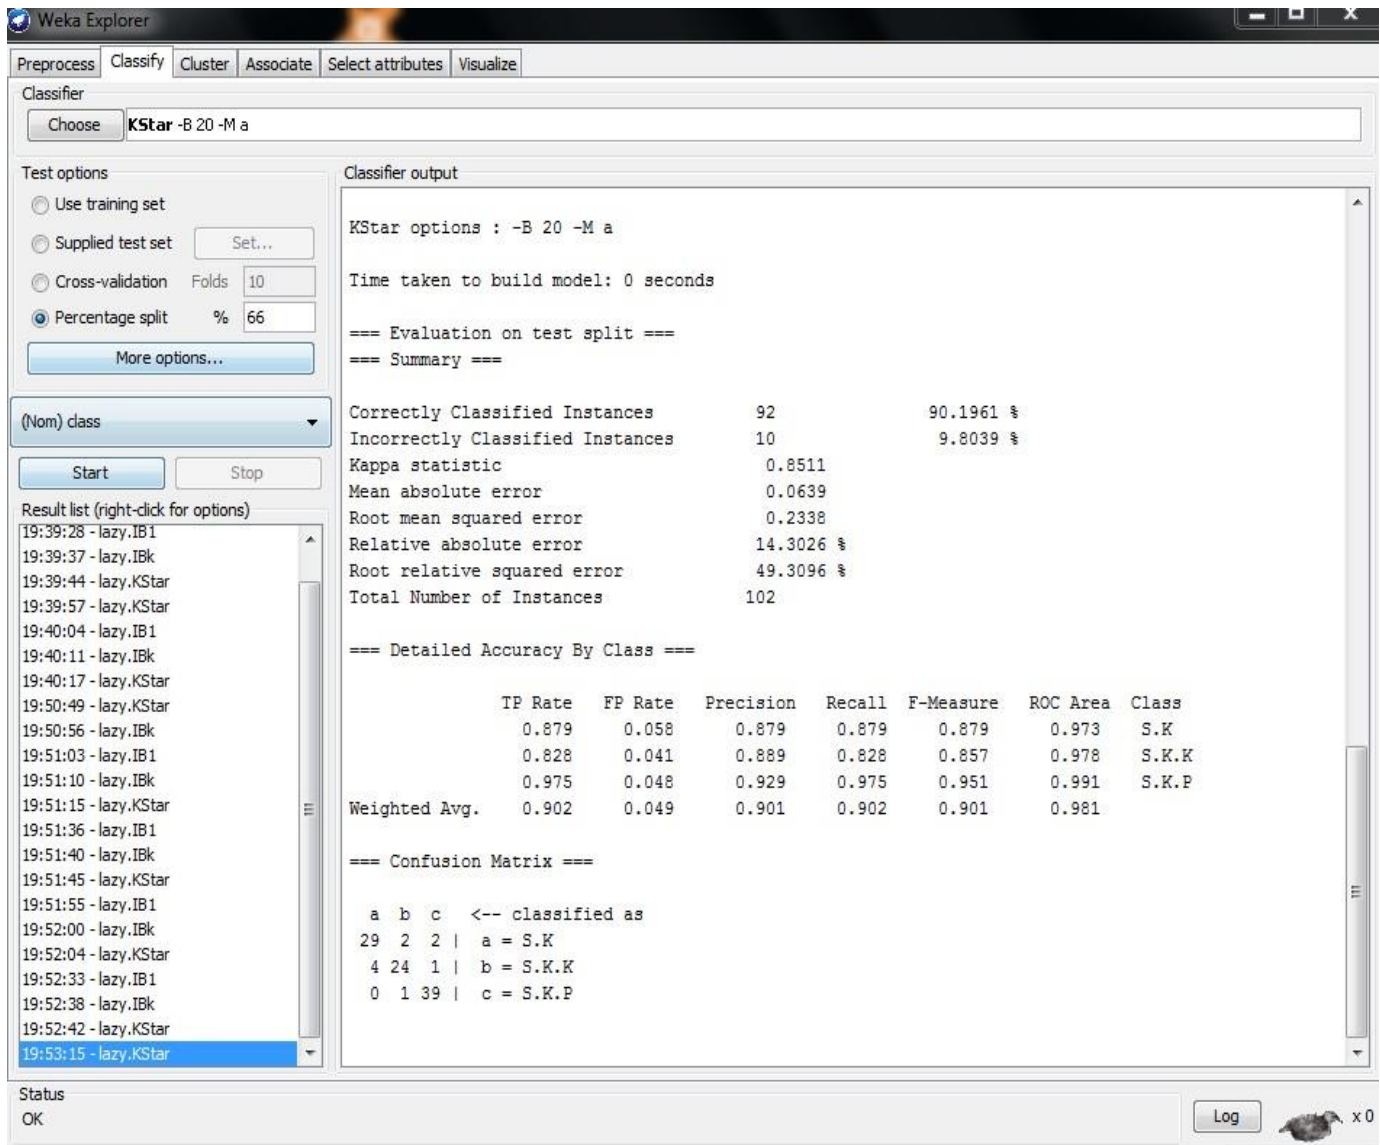 Weka Explorer
Preprocess Classify Cluster Associate Select attributes Visualize
Classifier
Choose KStar -B 20 -M a
Test options
Use training set
Supplied test set Set...
Cross-validation Folds 10
Percentage split % 66
More options...
(Nom) class
Start Stop
Result list (right-click for options)
19:39:28 - lazy.IB1
19:39:37 - lazy.IBk
19:39:44 - lazy.KStar
19:39:57 - lazy.KStar
19:40:04 - lazy.IB1
19:40:11 - lazy.IBk
19:40:17 - lazy.KStar
19:50:49 - lazy.KStar
19:50:56 - lazy.IBk
19:51:03 - lazy.IB1
19:51:10 - lazy.IBk
19:51:15 - lazy.KStar
19:51:36 - lazy.IB1
19:51:40 - lazy.IBk
19:51:45 - lazy.KStar
19:51:55 - lazy.IB1
19:52:00 - lazy.IBk
19:52:04 - lazy.KStar
19:52:33 - lazy.IB1
19:52:38 - lazy.IBk
19:52:42 - lazy.KStar
19:53:15 - lazy.KStar
Classifier output
KStar options : -B 20 -M a
Time taken to build model: 0 seconds
=== Evaluation on test split ===
=== Summary ===
Correctly Classified Instances 92 90.1961 %
Incorrectly Classified Instances 10 9.8039 %
Kappa statistic 0.8511
Mean absolute error 0.0639
Root mean squared error 0.2338
Relative absolute error 14.3026 %
Root relative squared error 49.3096 %
Total Number of Instances 102
=== Detailed Accuracy By Class ===
TP Rate FP Rate Precision Recall F-Measure ROC Area Class
0.879 0.058 0.879 0.879 0.879 0.973 S.K
0.828 0.041 0.889 0.828 0.857 0.978 S.K.K
0.975 0.048 0.929 0.975 0.951 0.991 S.K.P
Weighted Avg. 0.902 0.049 0.901 0.902 0.901 0.981
=== Confusion Matrix ===
a b c <-- classified as
29 2 2 | a = S.K
4 24 1 | b = S.K.K
0 1 39 | c = S.K.P
Status
OK
Log x 0